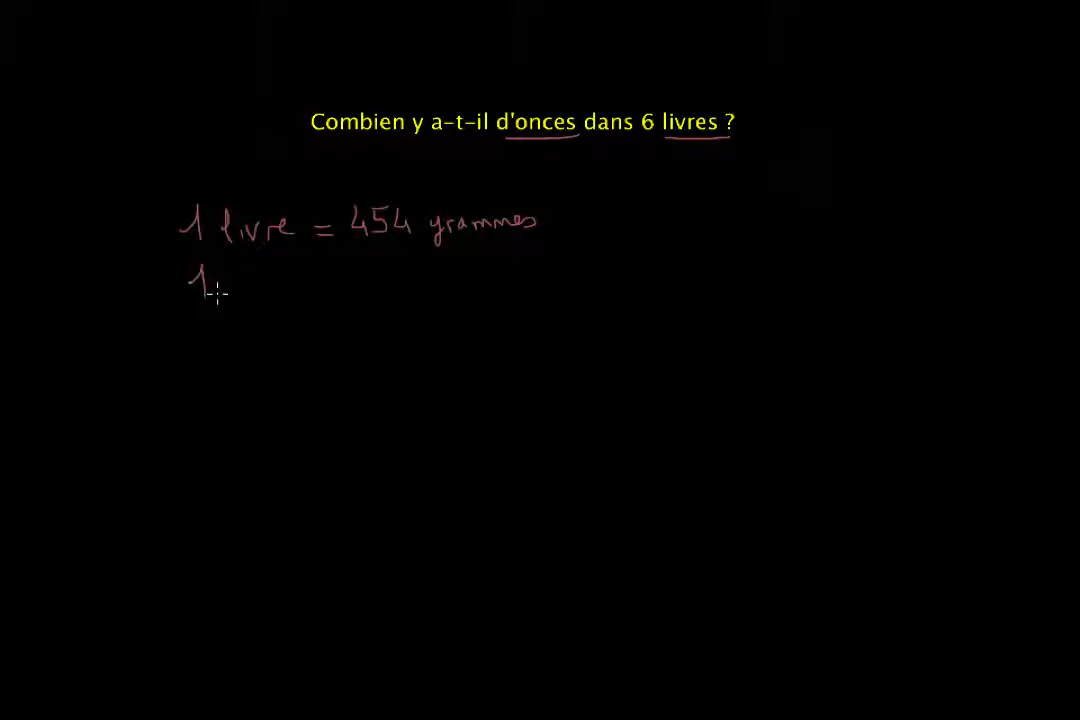 Combien y a-t-il d'onces dans 6 livres ?
1 livre = 454 grammes
1